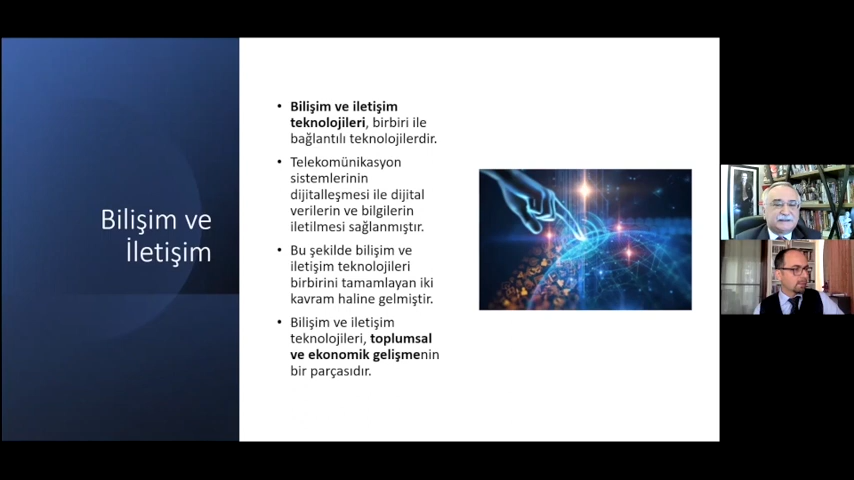 Bilişim ve
İletişim
• Bilişim ve iletişim
teknolojileri, birbiri ile
bağlantılı teknolojilerdir.
• Telekomünikasyon
sistemlerinin
dijitalleşmesi ile dijital
verilerin ve bilgilerin
iletilmesi sağlanmıştır.
• Bu şekilde bilişim ve
iletişim teknolojileri
birbirini tamamlayan iki
kavram haline gelmiştir.
• Bilişim ve iletişim
teknolojileri, toplumsal
ve ekonomik gelişmenin
bir parçasıdır.